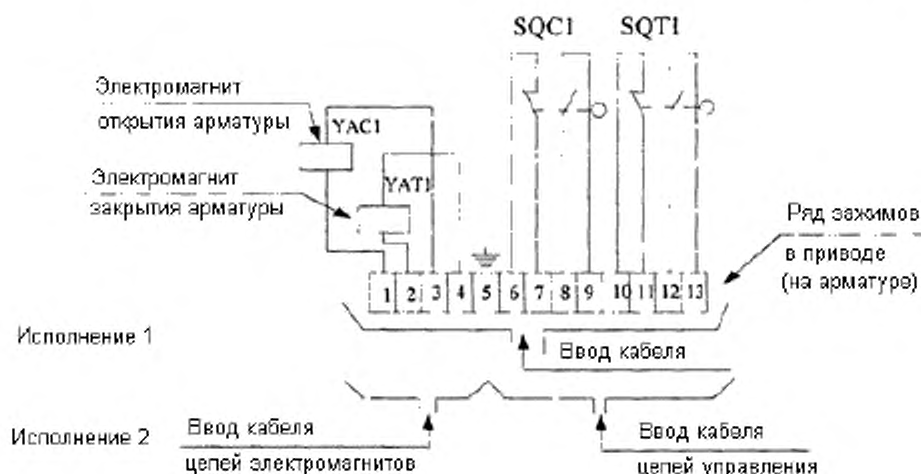 SQC1 SQT1
Электромагнит
открытия арматуры
YAC1
Электромагнит
закрытия арматуры
YAT1
Ряд зажимов
в приводе
(на арматуре)
1 2 3 4 5 6 7 8 9 10 11 12 13
Исполнение 1
Ввод кабеля
Исполнение 2
Ввод кабеля
цепей электромагнитов
Ввод кабеля
цепей управления